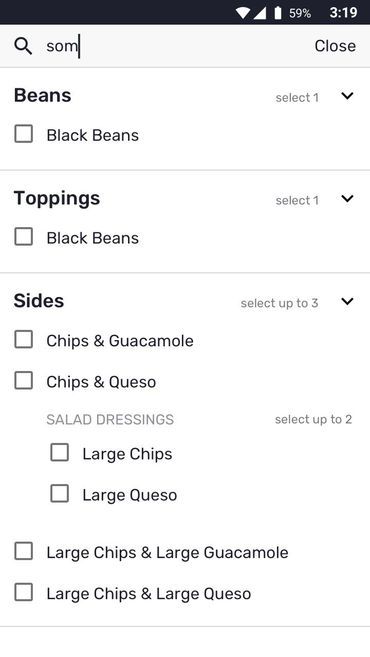 59% 3:19
som Close
Beans select 1
Black Beans
Toppings select 1
Black Beans
Sides select up to 3
Chips & Guacamole
Chips & Queso
SALAD DRESSINGS select up to 2
Large Chips
Large Queso
Large Chips & Large Guacamole
Large Chips & Large Queso